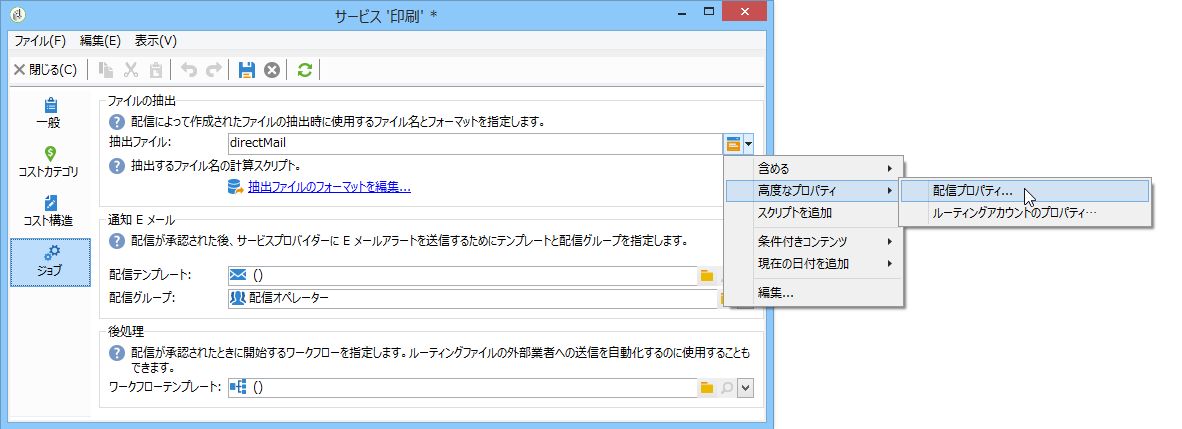 サービス '印刷' *
ファイル(F) 編集(E) 表示(V)
閉じる(C)
一般
コストカテゴリ
コスト構造
ジョブ
ファイルの抽出
配信によって作成されたファイルの抽出時に使用するファイル名とフォーマットを指定します。
抽出ファイル: directMail
抽出するファイル名の計算スクリプト。
抽出ファイルのフォーマットを編集...
通知 E メール
配信が承認された後、サービスプロバイダーに E メールアラートを送信するためにテンプレートと配信グループを指定します。
配信テンプレート: ()
配信グループ: 配信オペレーター
後処理
配信が承認されたときに開始するワークフローを指定します。ルーティングファイルの外部業者への送信を自動化するのに使用することも
できます。
ワークフローテンプレート: ()
含める
高度なプロパティ
スクリプトを追加
条件付きコンテンツ
現在の日付を追加
編集...
配信プロパティ...
ルーティングアカウントのプロパティ...